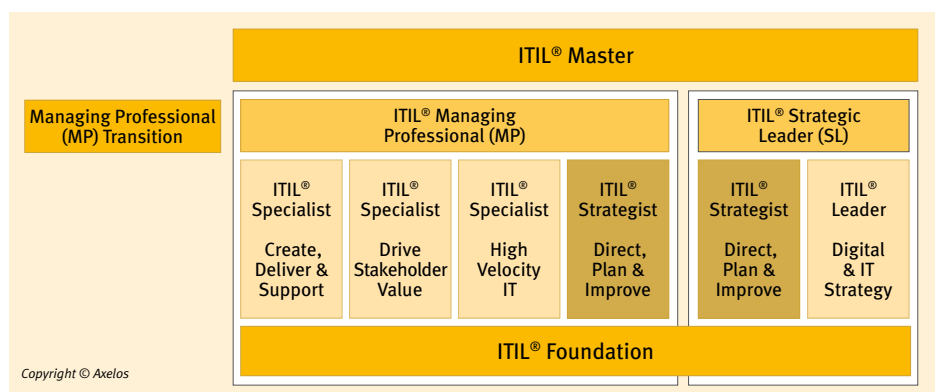 ITIL® Master
Managing Professional
(MP) Transition
ITIL® Managing
Professional (MP)
ITIL® Strategic
Leader (SL)
ITIL®
Specialist
Create,
Deliver &
Support
ITIL®
Specialist
Drive
Stakeholder
Value
ITIL®
Specialist
High
Velocity
IT
ITIL®
Strategist
Direct,
Plan &
Improve
ITIL®
Strategist
Direct,
Plan &
Improve
ITIL®
Leader
Digital
& IT
Strategy
ITIL® Foundation
Copyright © Axelos